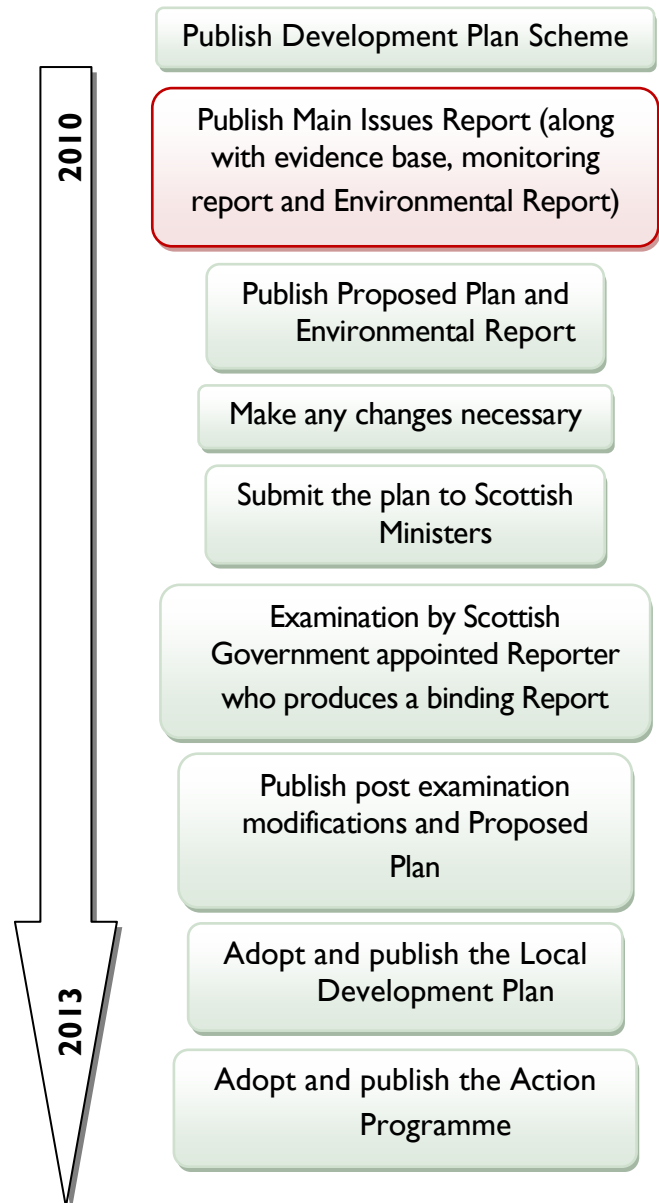 Publish Development Plan Scheme
2010
Publish Main Issues Report (along
with evidence base, monitoring
report and Environmental Report)
Publish Proposed Plan and
Environmental Report
Make any changes necessary
Submit the plan to Scottish
Ministers
Examination by Scottish
Government appointed Reporter
who produces a binding Report
Publish post examination
modifications and Proposed
Plan
Adopt and publish the Local
Development Plan
2013
Adopt and publish the Action
Programme